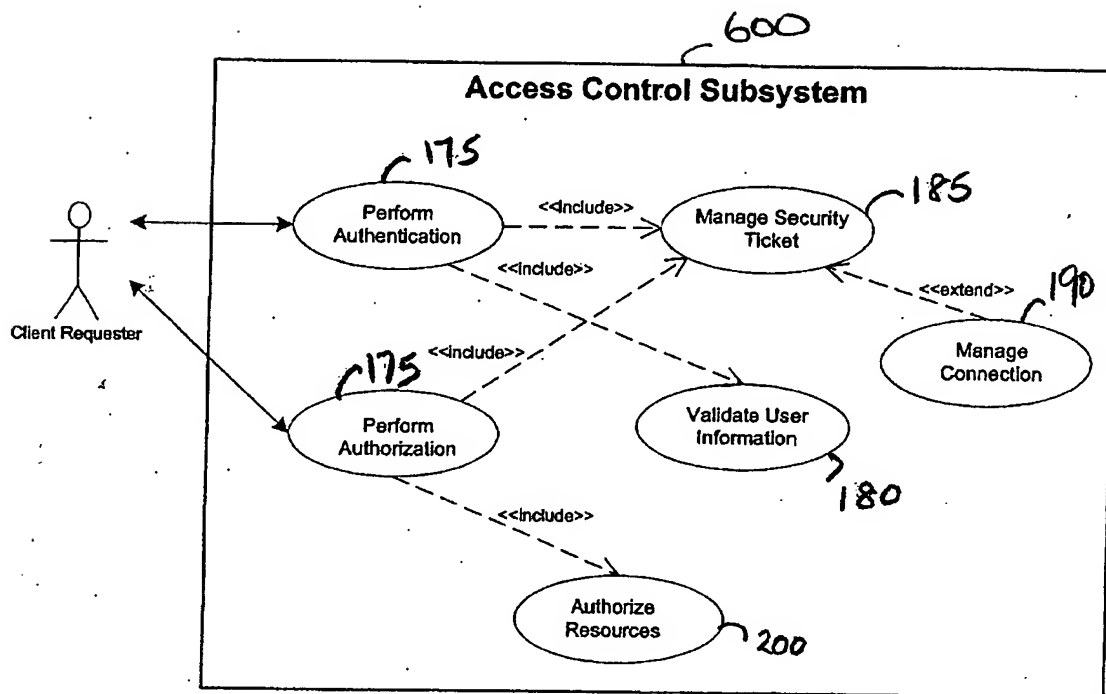 600
Access Control Subsystem
175
185
Perform
Authentication
<<include>>
Manage Security
Ticket
<<include>>
<<extend>>
190
Client Requester
<<include>>
175
Manage
Connection
Perform
Authorization
Validate User
Information
180
<<include>>
Authorize
Resources
200